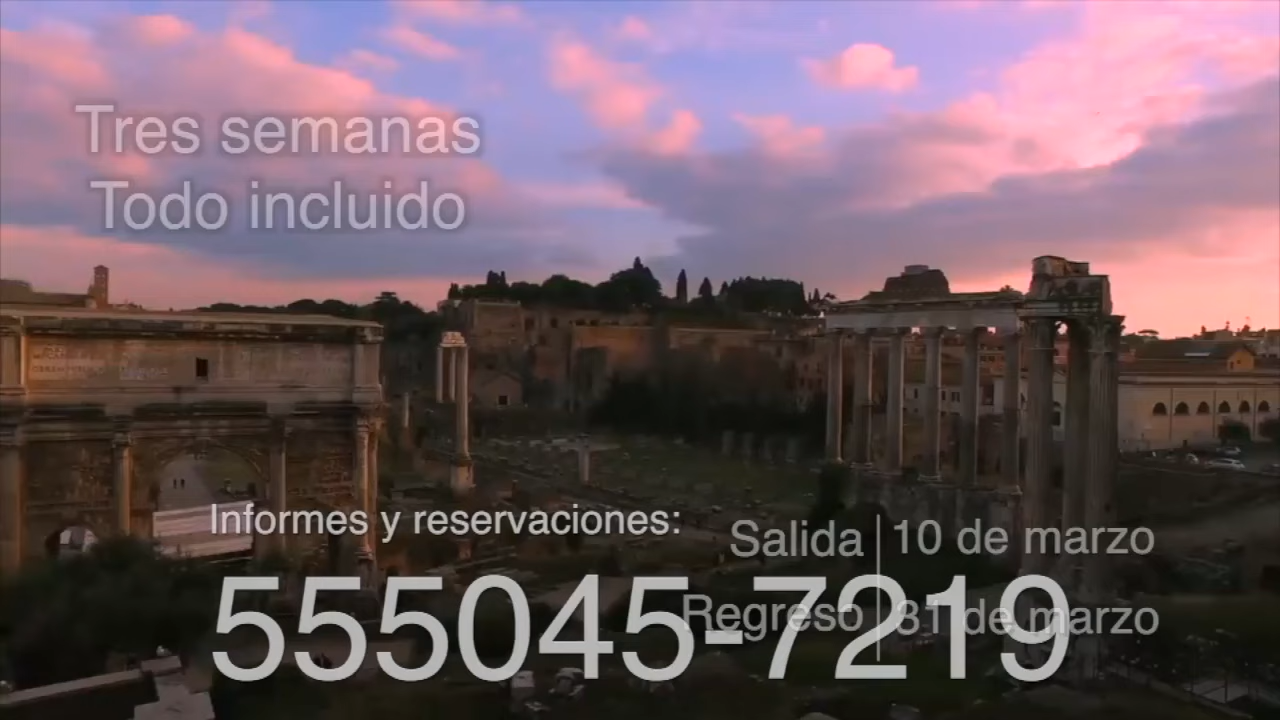 Tres semanas
Todo incluido
Informes y reservaciones:
Salida 10 de marzo
Regreso 31 de marzo
555045-7219